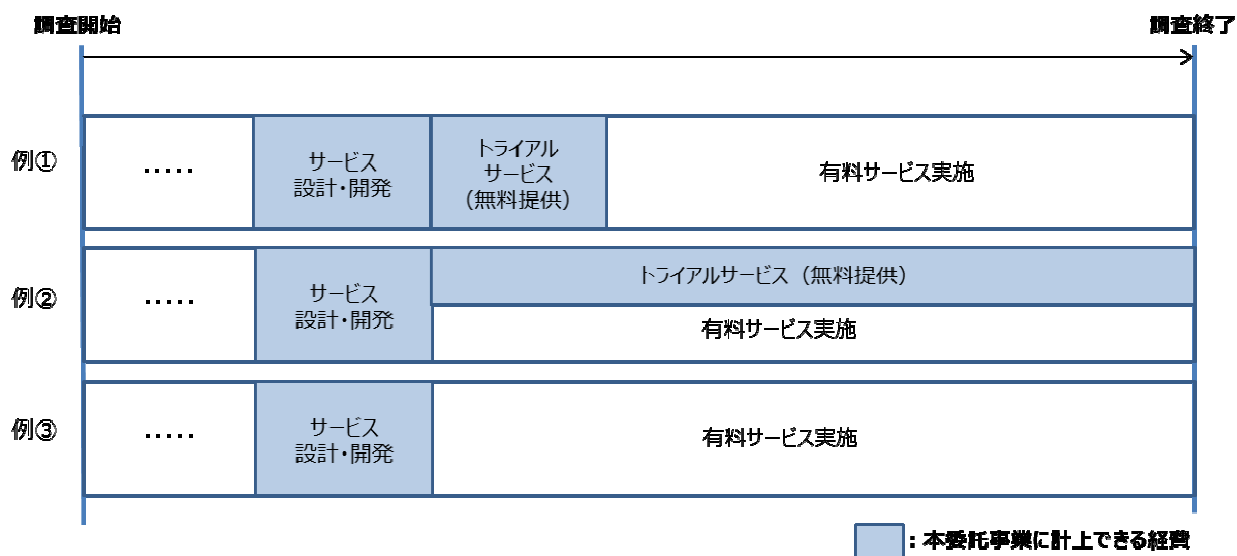 調査開始
調査終了
例①
・・・・・
サービス
設計・開発
トライアル
サービス
（無料提供）
有料サービス実施
例②
・・・・・
サービス
設計・開発
トライアルサービス（無料提供）
有料サービス実施
例③
・・・・・
サービス
設計・開発
有料サービス実施
：本委託事業に計上できる経費